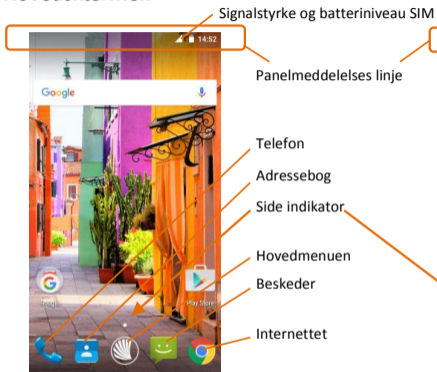 Signalstyrke og batteriniveau SIM
14:52
Panelmeddelelses linje
Google
Telefon
Adressebog
Side indikator
Hovedmenuen
Beskeder
Play Store
Internettet